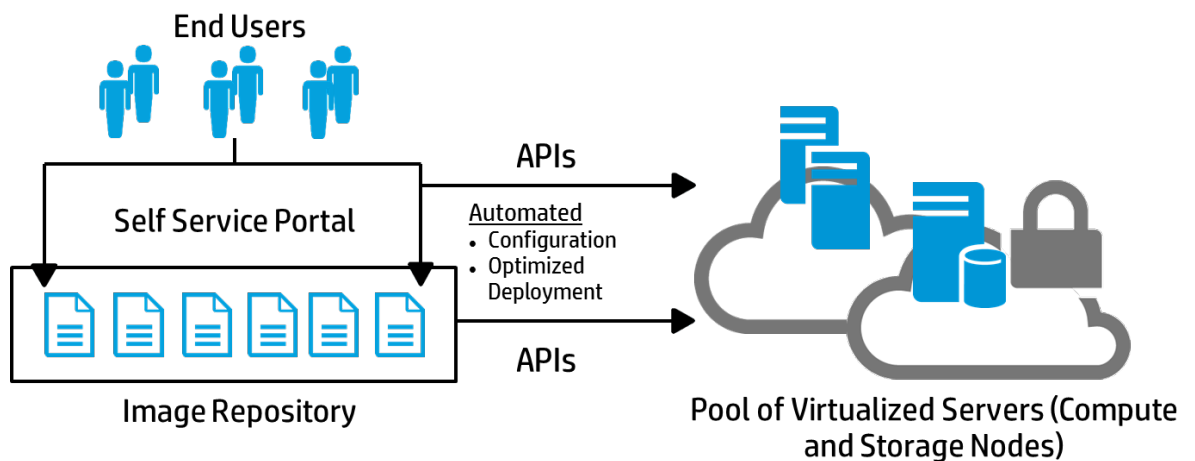 End Users
APIs
Self Service Portal
Automated
• Configuration
• Optimized
Deployment
APIs
Image Repository
Pool of Virtualized Servers (Compute
and Storage Nodes)